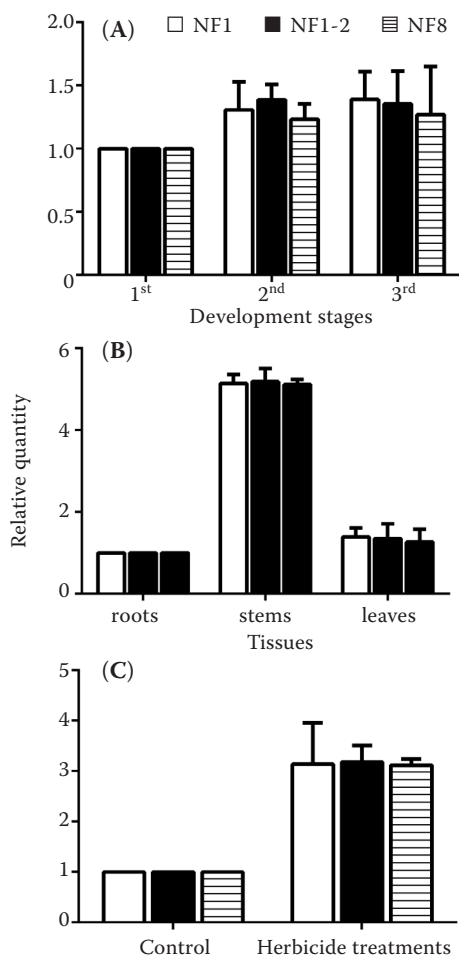 (A) NF1 NF1-2 NF8
2.0
1.5
1.0
0.5
0
1st 2nd 3rd
Development stages
(B)
6
4
2
0
Relative quantity
roots stems leaves
Tissues
(C)
5
4
3
2
1
0
Control Herbicide treatments